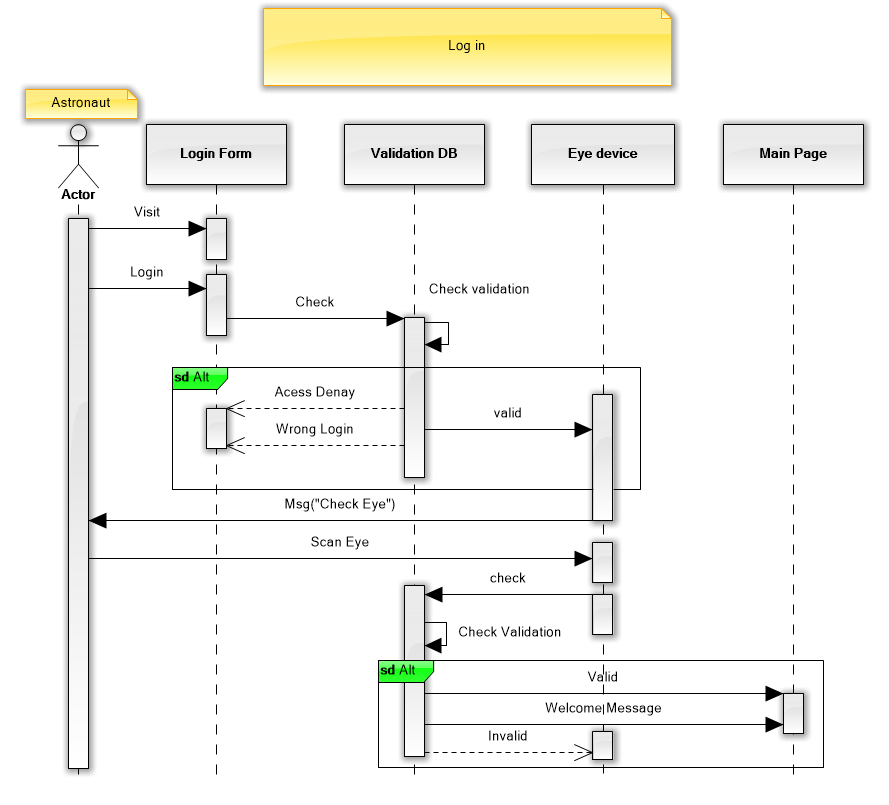 Log in
Astronaut
Actor
Login Form
Validation DB
Eye device
Main Page
Visit
Login
Check
Check validation
sd Alt
Acess Denay
valid
Wrong Login
Msg("Check Eye")
Scan Eye
check
Check Validation
sd Alt
Valid
Welcome Message
Invalid